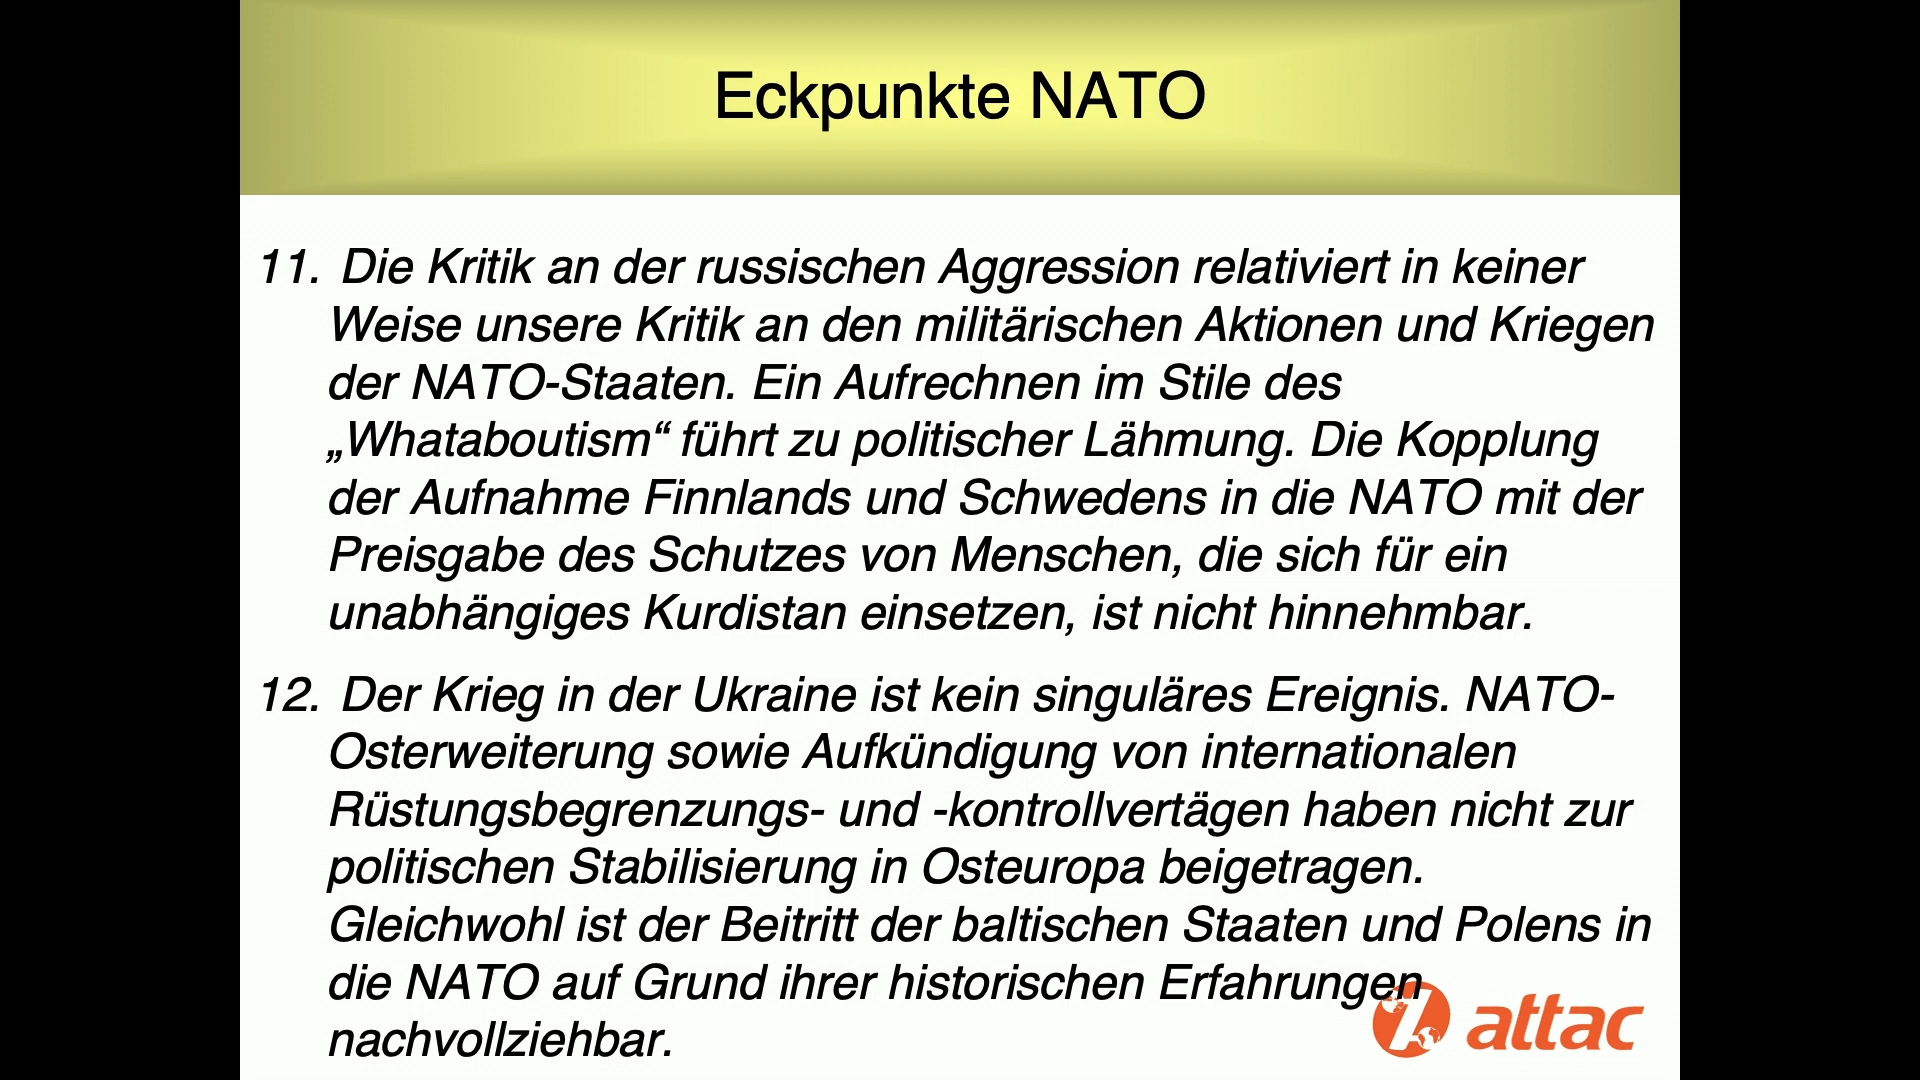 Eckpunkte NATO
11. Die Kritik an der russischen Aggression relativiert in keiner
Weise unsere Kritik an den militärischen Aktionen und Kriegen
der NATO-Staaten. Ein Aufrechnen im Stile des
„Whataboutism“ führt zu politischer Lähmung. Die Kopplung
der Aufnahme Finnlands und Schwedens in die NATO mit der
Preisgabe des Schutzes von Menschen, die sich für ein
unabhängiges Kurdistan einsetzen, ist nicht hinnehmbar.
12. Der Krieg in der Ukraine ist kein singuläres Ereignis. NATO-
Osterweiterung sowie Aufkündigung von internationalen
Rüstungsbegrenzungs- und -kontrollvertägen haben nicht zur
politischen Stabilisierung in Osteuropa beigetragen.
Gleichwohl ist der Beitritt der baltischen Staaten und Polens in
die NATO auf Grund ihrer historischen Erfahrungen
nachvollziehbar.
attac